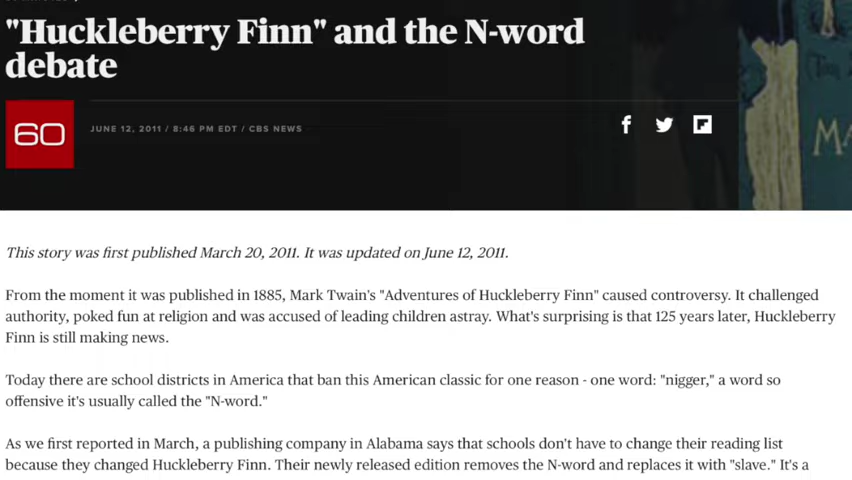 "Huckleberry Finn" and the N-word
debate
60
JUNE 12, 2011 / 8:46 PM EDT / CBS NEWS
MA
This story was first published March 20, 2011. It was updated on June 12, 2011.
From the moment it was published in 1885, Mark Twain's "Adventures of Huckleberry Finn" caused controversy. It challenged
authority, poked fun at religion and was accused of leading children astray. What's surprising is that 125 years later, Huckleberry
Finn is still making news.
Today there are school districts in America that ban this American classic for one reason - one word: "nigger," a word so
offensive it's usually called the "N-word."
As we first reported in March, a publishing company in Alabama says that schools don't have to change their reading list
because they changed Huckleberry Finn. Their newly released edition removes the N-word and replaces it with "slave." It's a